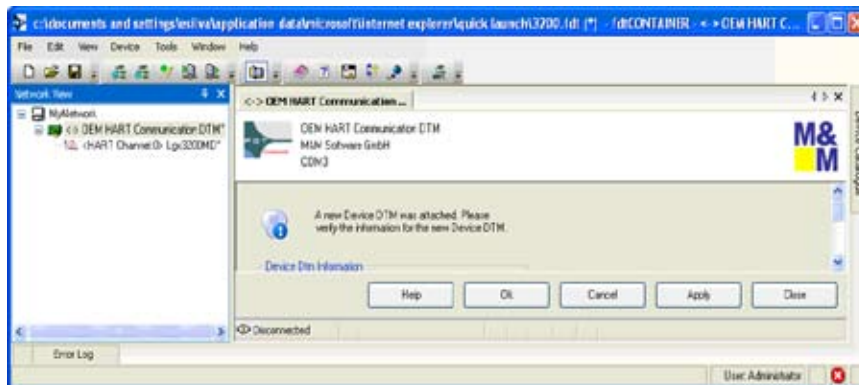 c:\documents and settings\esilva\application data\microsoft\internet explorer\quick launch\3200.fdt (*) - fdtCONTAINER - <-> OEM HART C...
File Edit View Device Tools Window Help
Network View
<-> OEM HART Communication ...
MyNetwork
<-> OEM HART Communication DTM*
<HART Channel:0>
OEM HART Communication DTM
M&M Software GmbH
COM3
M&
M
A new Device DTM was attached. Please
verify the information for the new Device DTM.
Device Dtm Information
Help Ok Cancel Apply Close
Disconnected
Error Log
User: Administrator